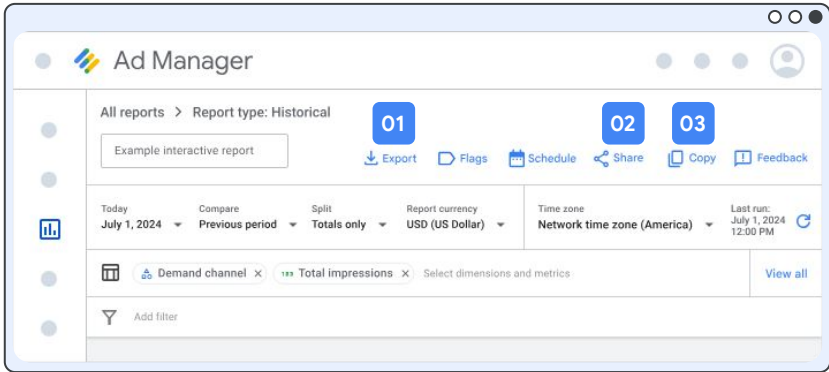 Ad Manager
All reports > Report type: Historical
01
02
03
Example interactive report
Export
Flags
Schedule
Share
Copy
Feedback
Today
July 1, 2024
Compare
Previous period
Split
Totals only
Report currency
USD (US Dollar)
Time zone
Network time zone (America)
Last run:
July 1, 2024
12:00 PM
Demand channel ×
123 Total impressions ×
Select dimensions and metrics
View all
Add filter